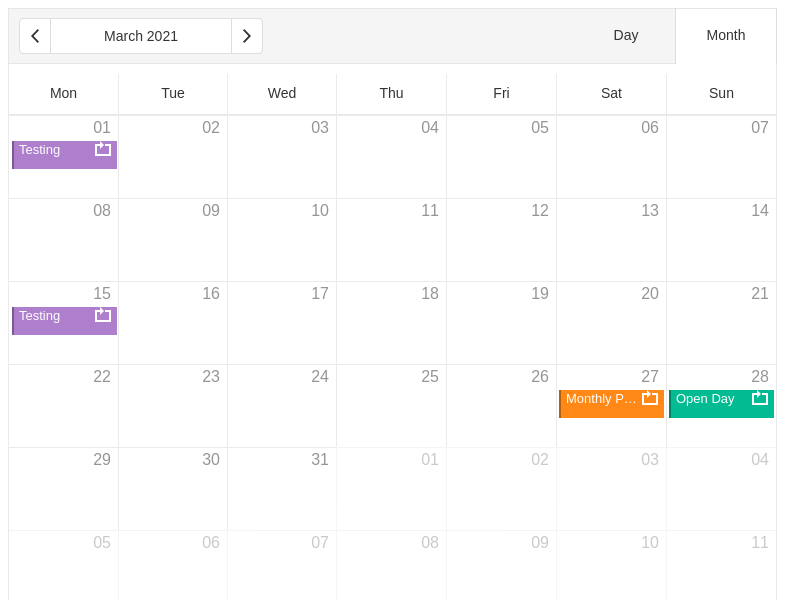 March 2021
Day
Month
Mon Tue Wed Thu Fri Sat Sun
01 02 03 04 05 06 07
Testing
08 09 10 11 12 13 14
15 16 17 18 19 20 21
Testing
22 23 24 25 26 27 28
Monthly P... Open Day
29 30 31 01 02 03 04
05 06 07 08 09 10 11